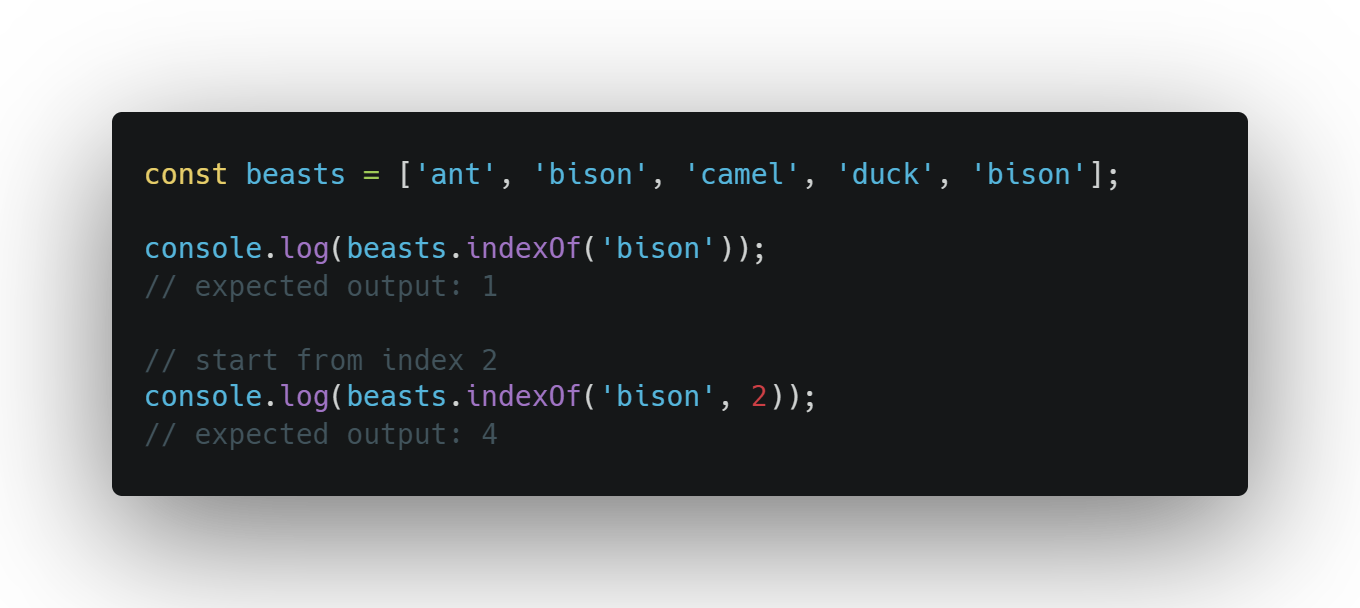 const beasts = ['ant', 'bison', 'camel', 'duck', 'bison'];
console.log(beasts.indexOf('bison'));
// expected output: 1
// start from index 2
console.log(beasts.indexOf('bison', 2));
// expected output: 4